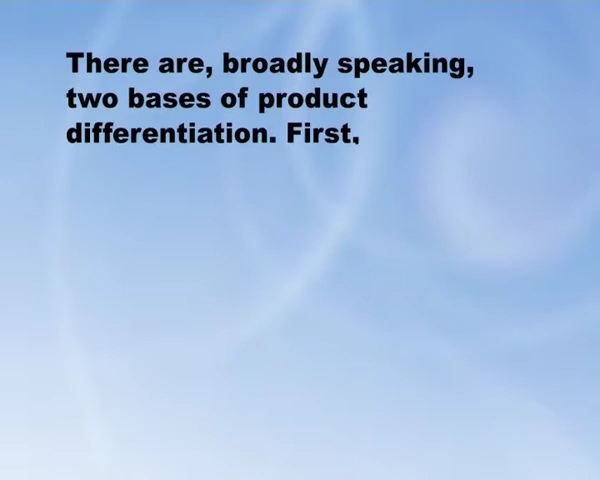 There are, broadly speaking,
two bases of product
differentiation. First,